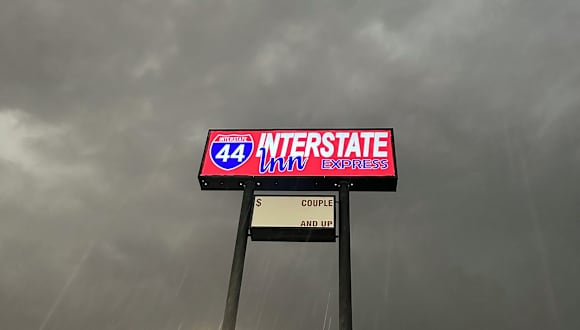 INTERSTATE
44
INTERSTATE
Inn EXPRESS
$ COUPLE
AND UP